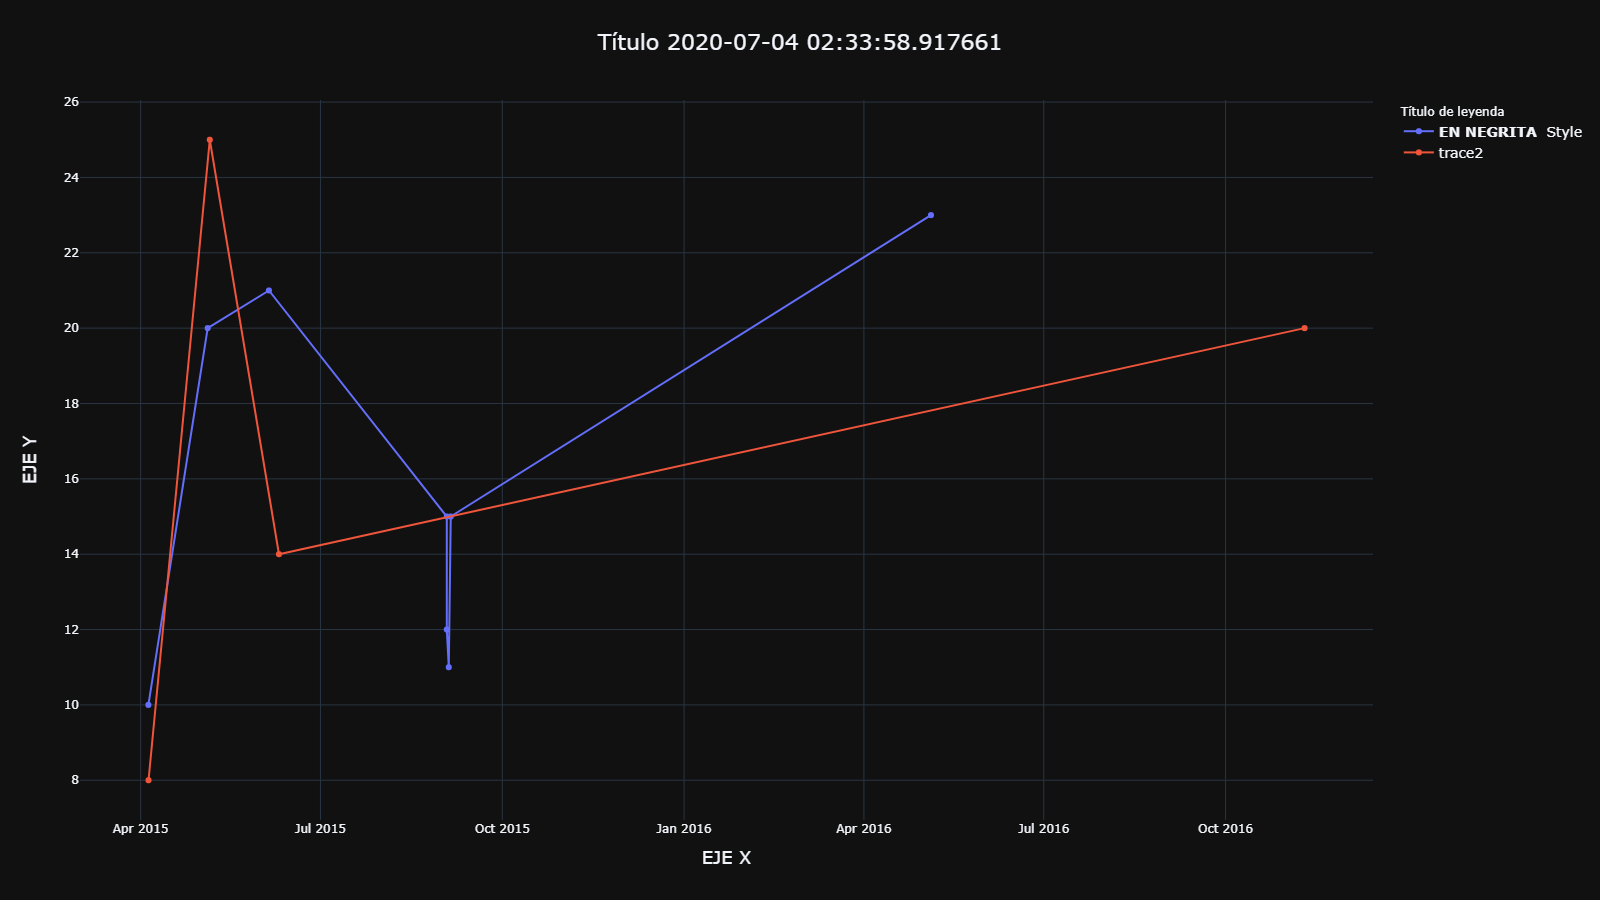 Título 2020-07-04 02:33:58.917661
Título de leyenda
EN NEGRITA Style
trace2
26
24
22
20
18
16
14
12
10
8
EJE Y
Apr 2015
Jul 2015
Oct 2015
Jan 2016
Apr 2016
Jul 2016
Oct 2016
EJE X